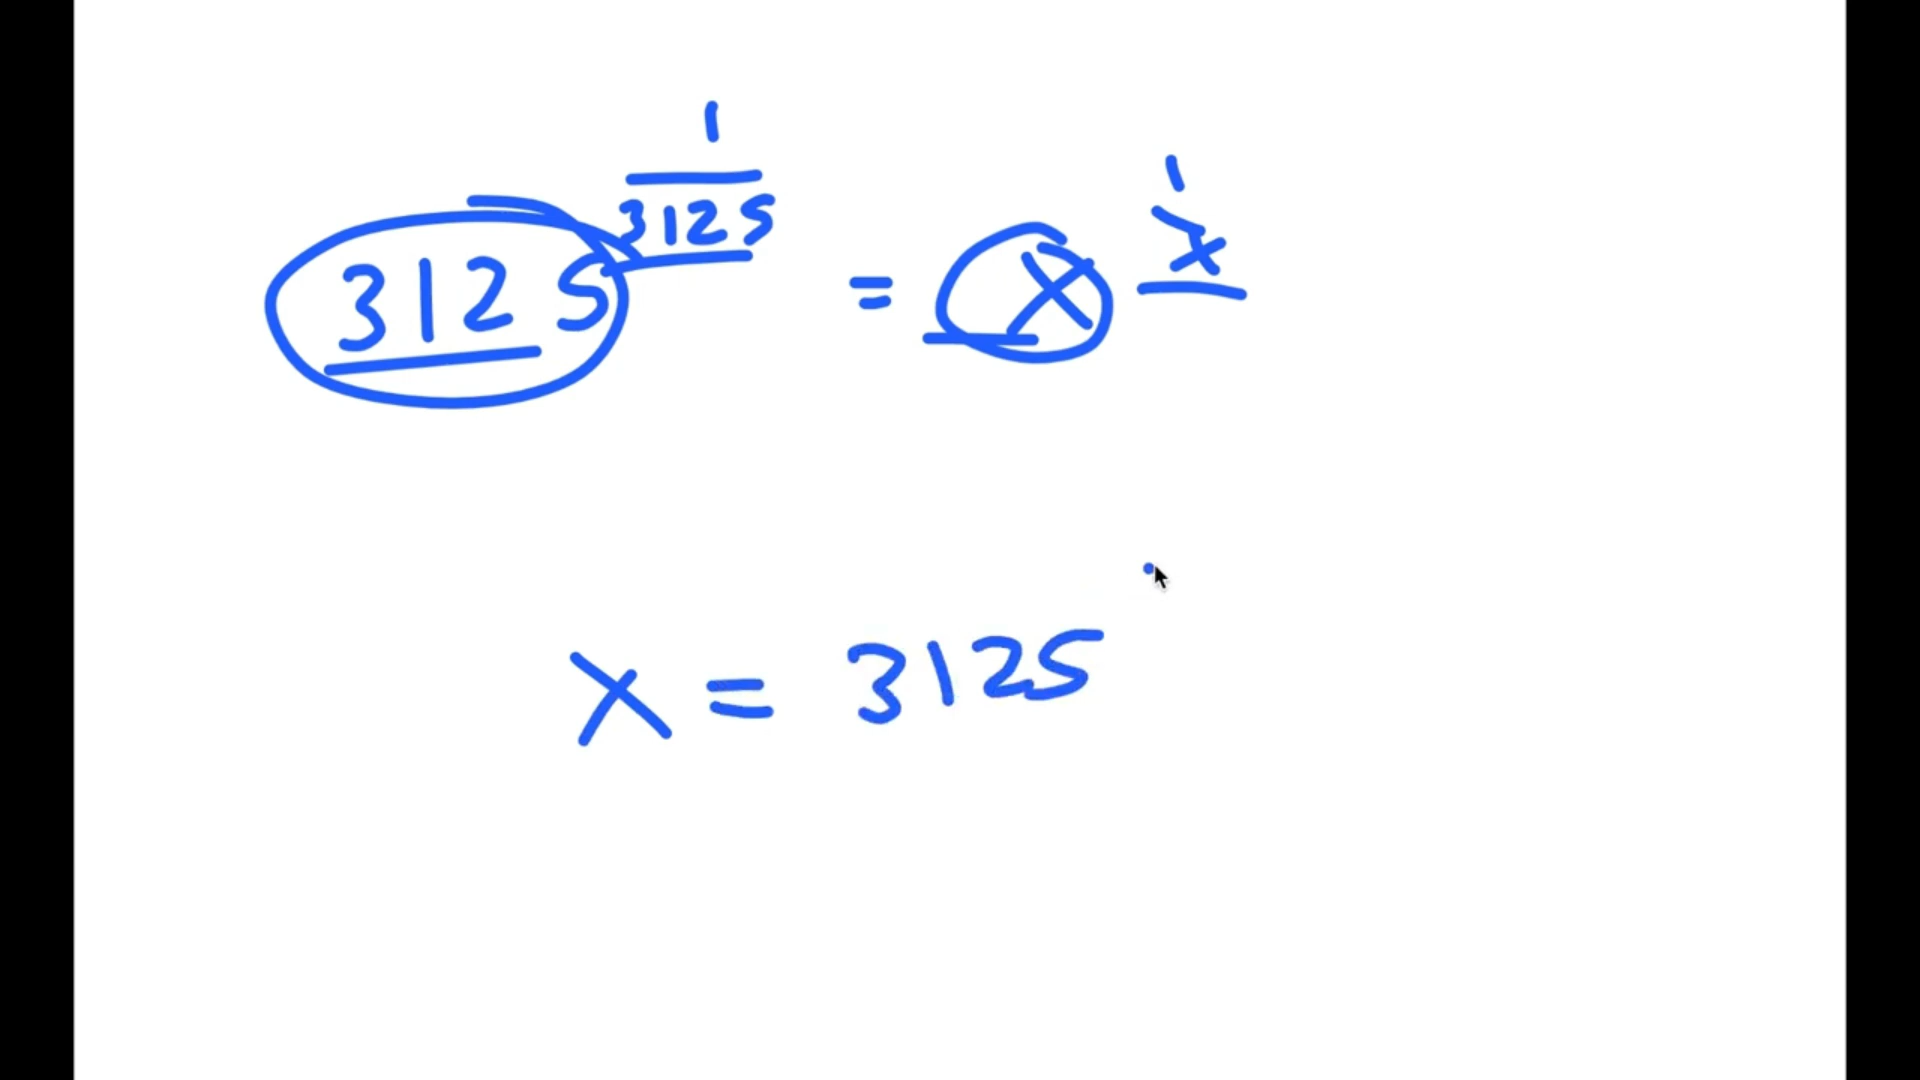 3125^(1/3125) = x^(1/x)
x = 3125